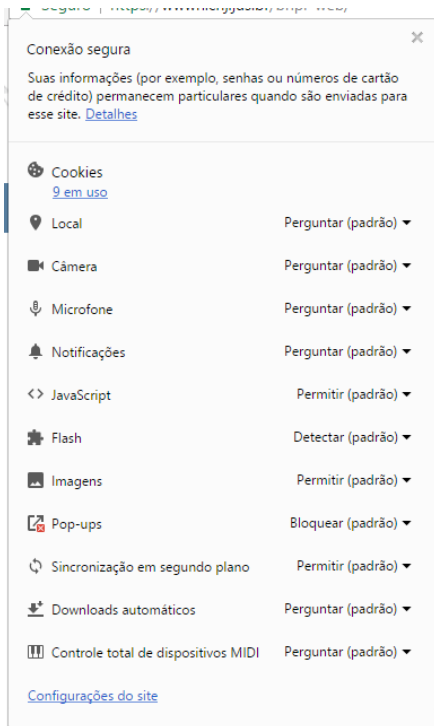 Conexão segura
Suas informações (por exemplo, senhas
ou números de cartão
de crédito) permanecem particulares quando são enviadas para
esse site. Detalhes
Cookies
9 em uso
Local Perguntar (padrão)
Câmera Perguntar (padrão)
Microfone Perguntar (padrão)
Notificações Perguntar (padrão)
JavaScript Permitir (padrão)
Flash Detectar (padrão)
Imagens Permitir (padrão)
Pop-ups Bloquear (padrão)
Sincronização em segundo plano Permitir (padrão)
Downloads automáticos Perguntar (padrão)
Controle total de dispositivos MIDI Perguntar (padrão)
Configurações do site